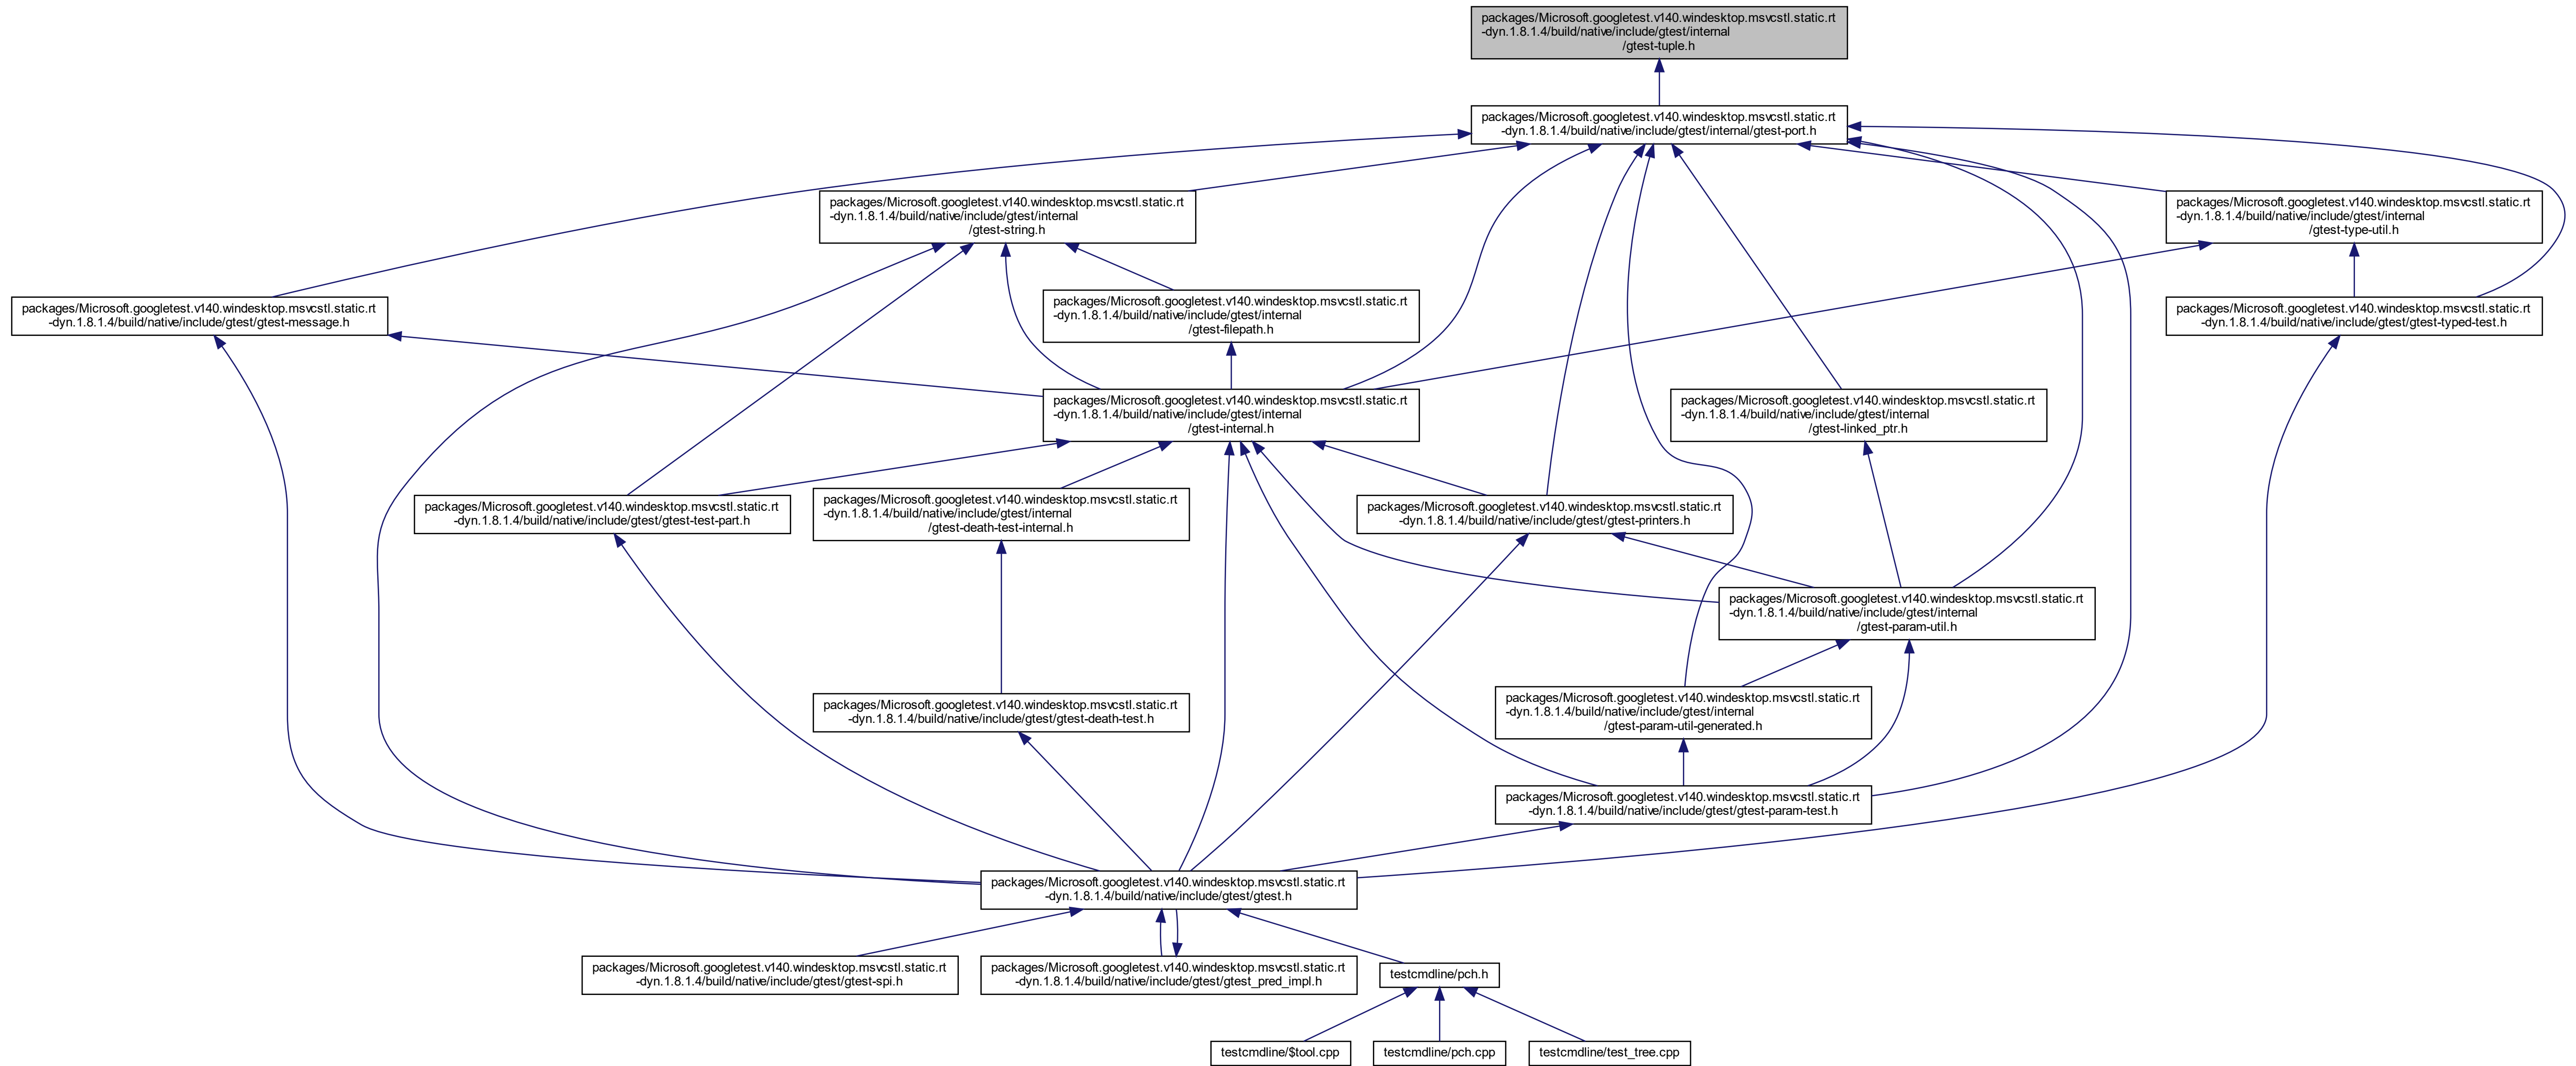 packages/Microsoft.googletest.v140.windesktop.msvcstl.static.rt
-dyn.1.8.1.4/build/native/include/gtest/internal
/gtest-tuple.h
packages/Microsoft.googletest.v140.windesktop.msvcstl.static.rt
-dyn.1.8.1.4/build/native/include/gtest/internal/gtest-port.h
packages/Microsoft.googletest.v140.windesktop.msvcstl.static.rt
-dyn.1.8.1.4/build/native/include/gtest/internal
/gtest-string.h
packages/Microsoft.googletest.v140.windesktop.msvcstl.static.rt
-dyn.1.8.1.4/build/native/include/gtest/internal
/gtest-type-util.h
packages/Microsoft.googletest.v140.windesktop.msvcstl.static.rt
-dyn.1.8.1.4/build/native/include/gtest/gtest-message.h
packages/Microsoft.googletest.v140.windesktop.msvcstl.static.rt
-dyn.1.8.1.4/build/native/include/gtest/internal
/gtest-filepath.h
packages/Microsoft.googletest.v140.windesktop.msvcstl.static.rt
-dyn.1.8.1.4/build/native/include/gtest/gtest-typed-test.h
packages/Microsoft.googletest.v140.windesktop.msvcstl.static.rt
-dyn.1.8.1.4/build/native/include/gtest/internal
/gtest-internal.h
packages/Microsoft.googletest.v140.windesktop.msvcstl.static.rt
-dyn.1.8.1.4/build/native/include/gtest/internal
/gtest-linked_ptr.h
packages/Microsoft.googletest.v140.windesktop.msvcstl.static.rt
-dyn.1.8.1.4/build/native/include/gtest/gtest-test-part.h
packages/Microsoft.googletest.v140.windesktop.msvcstl.static.rt
-dyn.1.8.1.4/build/native/include/gtest/internal
/gtest-death-test-internal.h
packages/Microsoft.googletest.v140.windesktop.msvcstl.static.rt
-dyn.1.8.1.4/build/native/include/gtest/gtest-printers.h
packages/Microsoft.googletest.v140.windesktop.msvcstl.static.rt
-dyn.1.8.1.4/build/native/include/gtest/internal
/gtest-param-util.h
packages/Microsoft.googletest.v140.windesktop.msvcstl.static.rt
-dyn.1.8.1.4/build/native/include/gtest/gtest-death-test.h
packages/Microsoft.googletest.v140.windesktop.msvcstl.static.rt
-dyn.1.8.1.4/build/native/include/gtest/internal
/gtest-param-util-generated.h
packages/Microsoft.googletest.v140.windesktop.msvcstl.static.rt
-dyn.1.8.1.4/build/native/include/gtest/gtest-param-test.h
packages/Microsoft.googletest.v140.windesktop.msvcstl.static.rt
-dyn.1.8.1.4/build/native/include/gtest/gtest.h
packages/Microsoft.googletest.v140.windesktop.msvcstl.static.rt
-dyn.1.8.1.4/build/native/include/gtest/gtest-spi.h
packages/Microsoft.googletest.v140.windesktop.msvcstl.static.rt
-dyn.1.8.1.4/build/native/include/gtest/gtest_pred_impl.h
testcmdline/pch.h
testcmdline/$tool.cpp
testcmdline/pch.cpp
testcmdline/test_tree.cpp